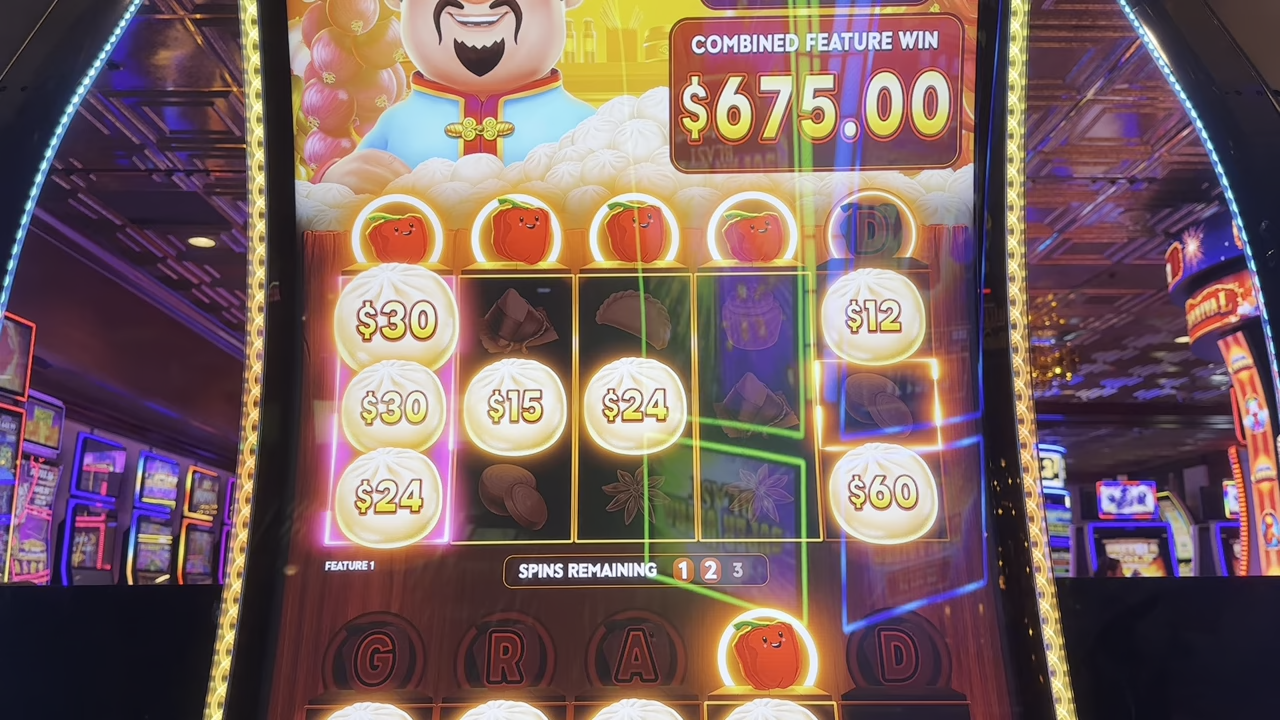 COMBINED FEATURE WIN
$675.00
D
$30
$12
$30
$15
$24
$24
$60
FEATURE 1
SPINS REMAINING 1 2 3
G R A D